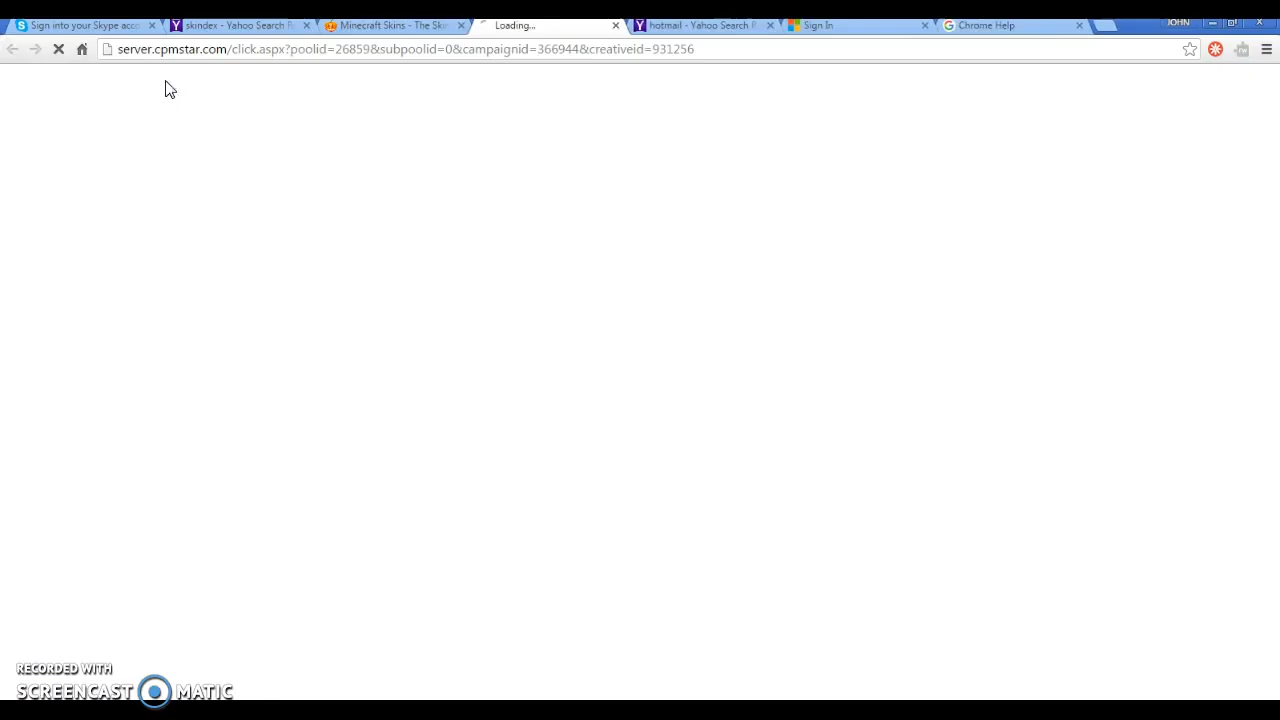 Sign into your Skype acco
skindex - Yahoo Search R
Minecraft Skins - The Skin
Loading...
hotmail - Yahoo Search R
Sign In
Chrome Help
JOHN
server.cpmstar.com/click.aspx?poolid=26859&subpoolid=0&campaignid=366944&creativeid=931256
RECORDED WITH
SCREENCAST MATIC